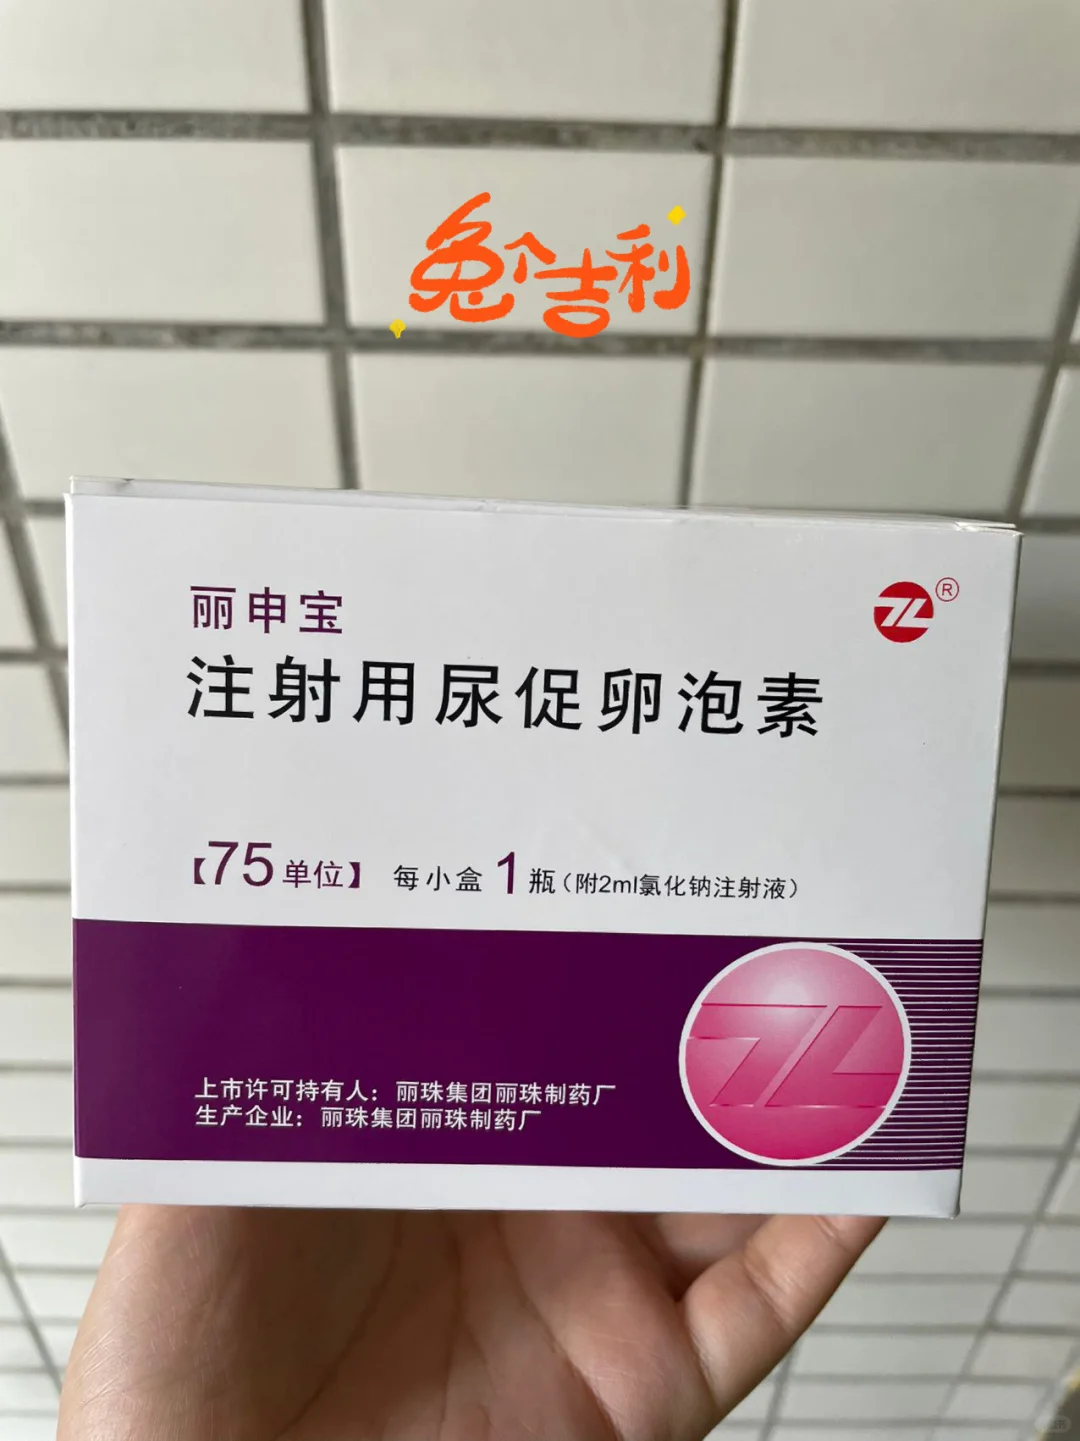 兔个吉利
丽申宝
ZL®
注射用尿促卵泡素
【75单位】 每小盒1瓶（附2ml氯化钠注射液）
ZL
上市许可持有人：丽珠集团丽珠制药厂
生产企业：丽珠集团丽珠制药厂